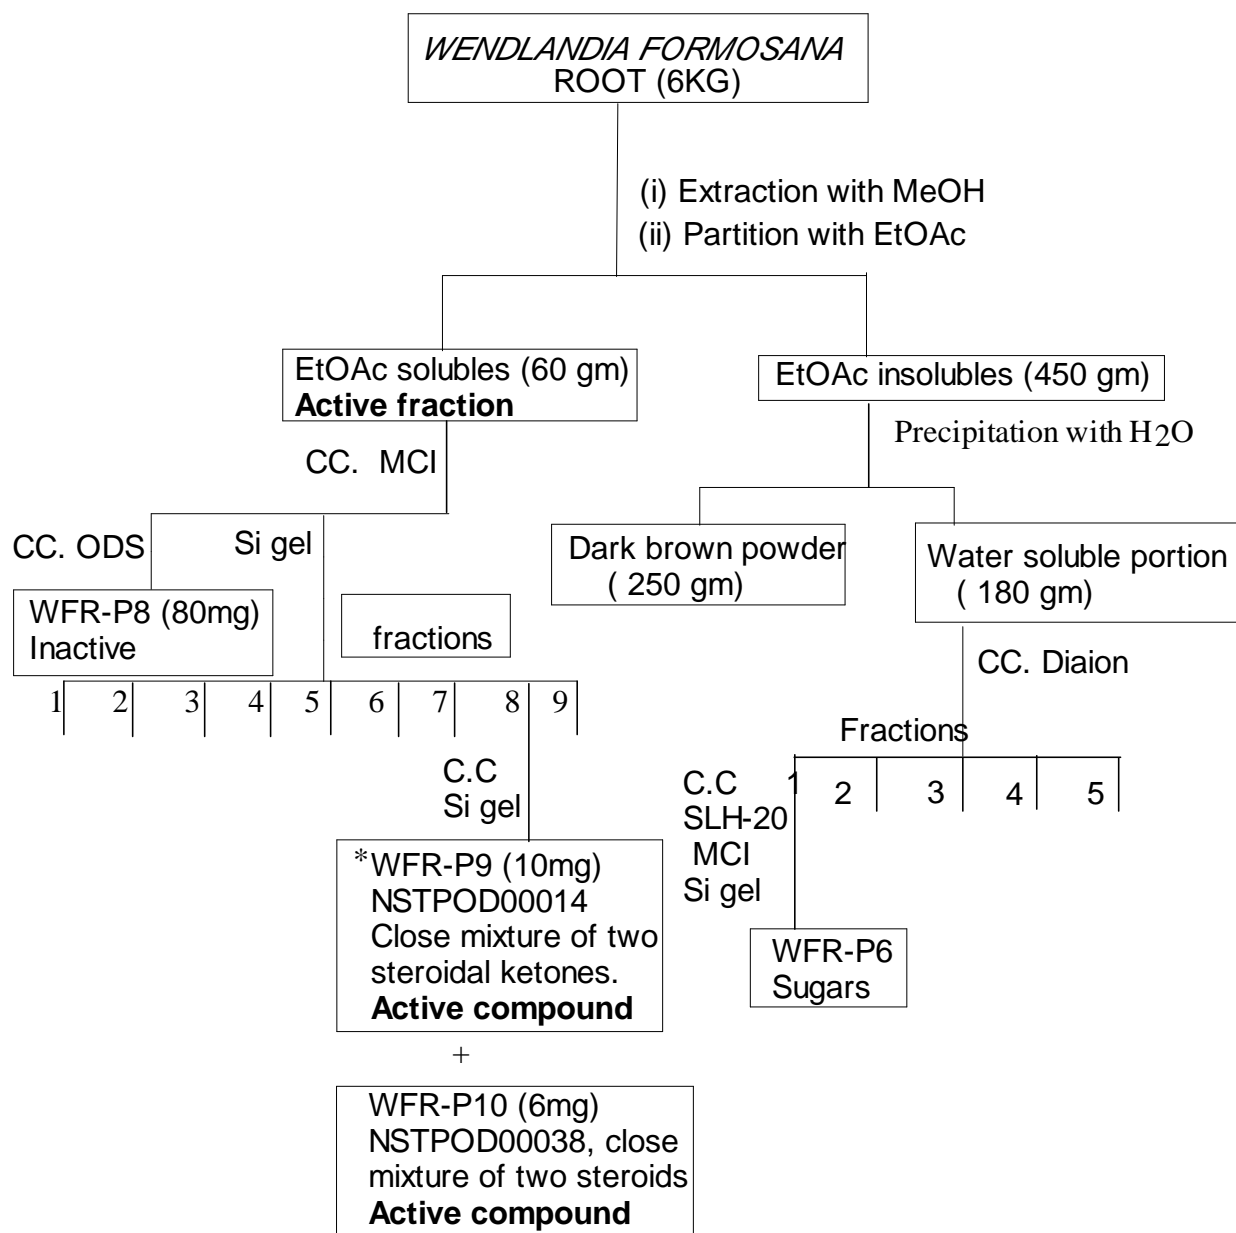 WENDLANDIA FORMOSANA
ROOT (6KG)
(i) Extraction with MeOH
(ii) Partition with EtOAc
EtOAc solubles (60 gm)
Active fraction
EtOAc insolubles (450 gm)
Precipitation with H2O
CC. MCI
CC. ODS
Si gel
Dark brown powder
( 250 gm)
Water soluble portion
( 180 gm)
WFR-P8 (80mg)
Inactive
fractions
CC. Diaion
1 2 3 4 5 6 7 8 9
Fractions
1 2 3 4 5
C.C
Si gel
C.C
SLH-20
MCI
Si gel
*WFR-P9 (10mg)
NSTPOD00014
Close mixture of two
steroidal ketones.
Active compound
WFR-P6
Sugars
+
WFR-P10 (6mg)
NSTPOD00038, close
mixture of two steroids
Active compound